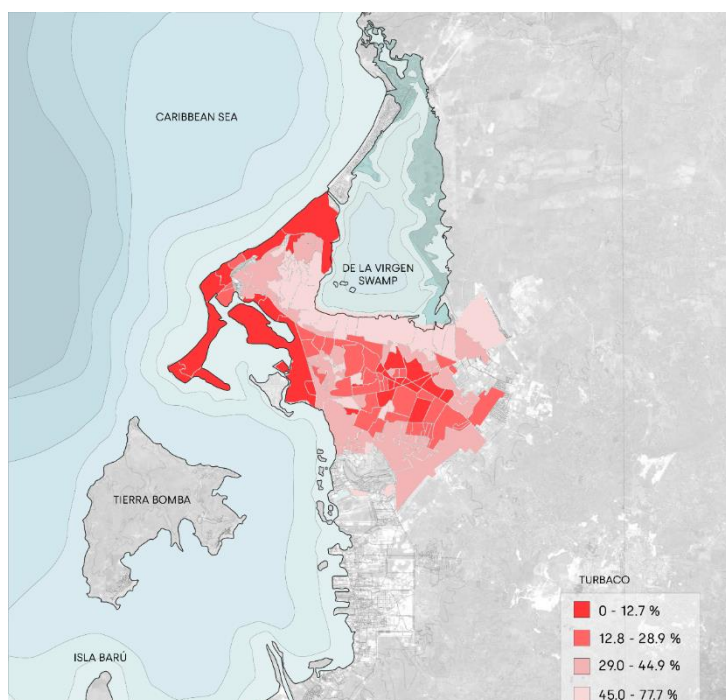 CARIBBEAN SEA
DE LA VIRGEN
SWAMP
TIERRA BOMBA
TURBACO
0 - 12.7 %
12.8 - 28.9 %
29.0 - 44.9 %
ISLA BARÚ
45.0 - 77.7 %